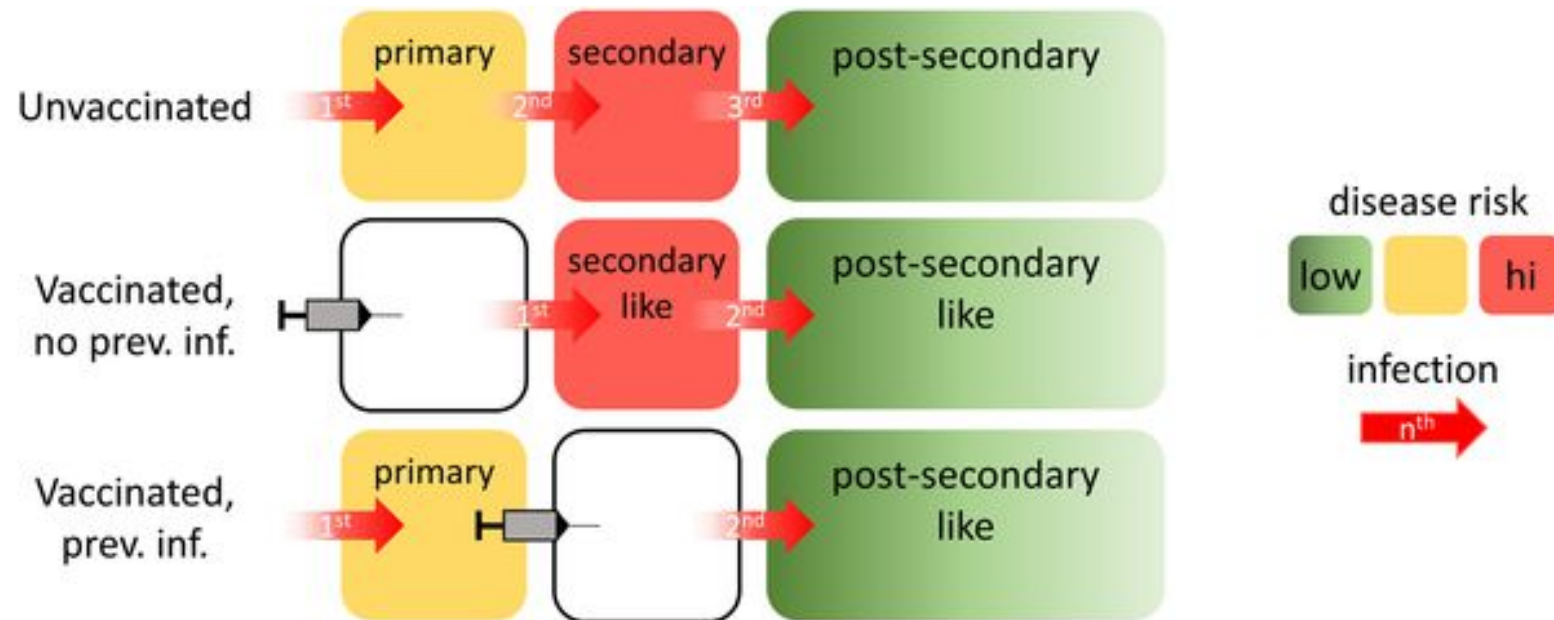 Unvaccinated
1st
primary
2nd
secondary
3rd
post-secondary
Vaccinated,
no prev. inf.
1st
secondary
like
2nd
post-secondary
like
Vaccinated,
prev. inf.
1st
primary
2nd
post-secondary
like
disease risk
low
hi
infection
nth